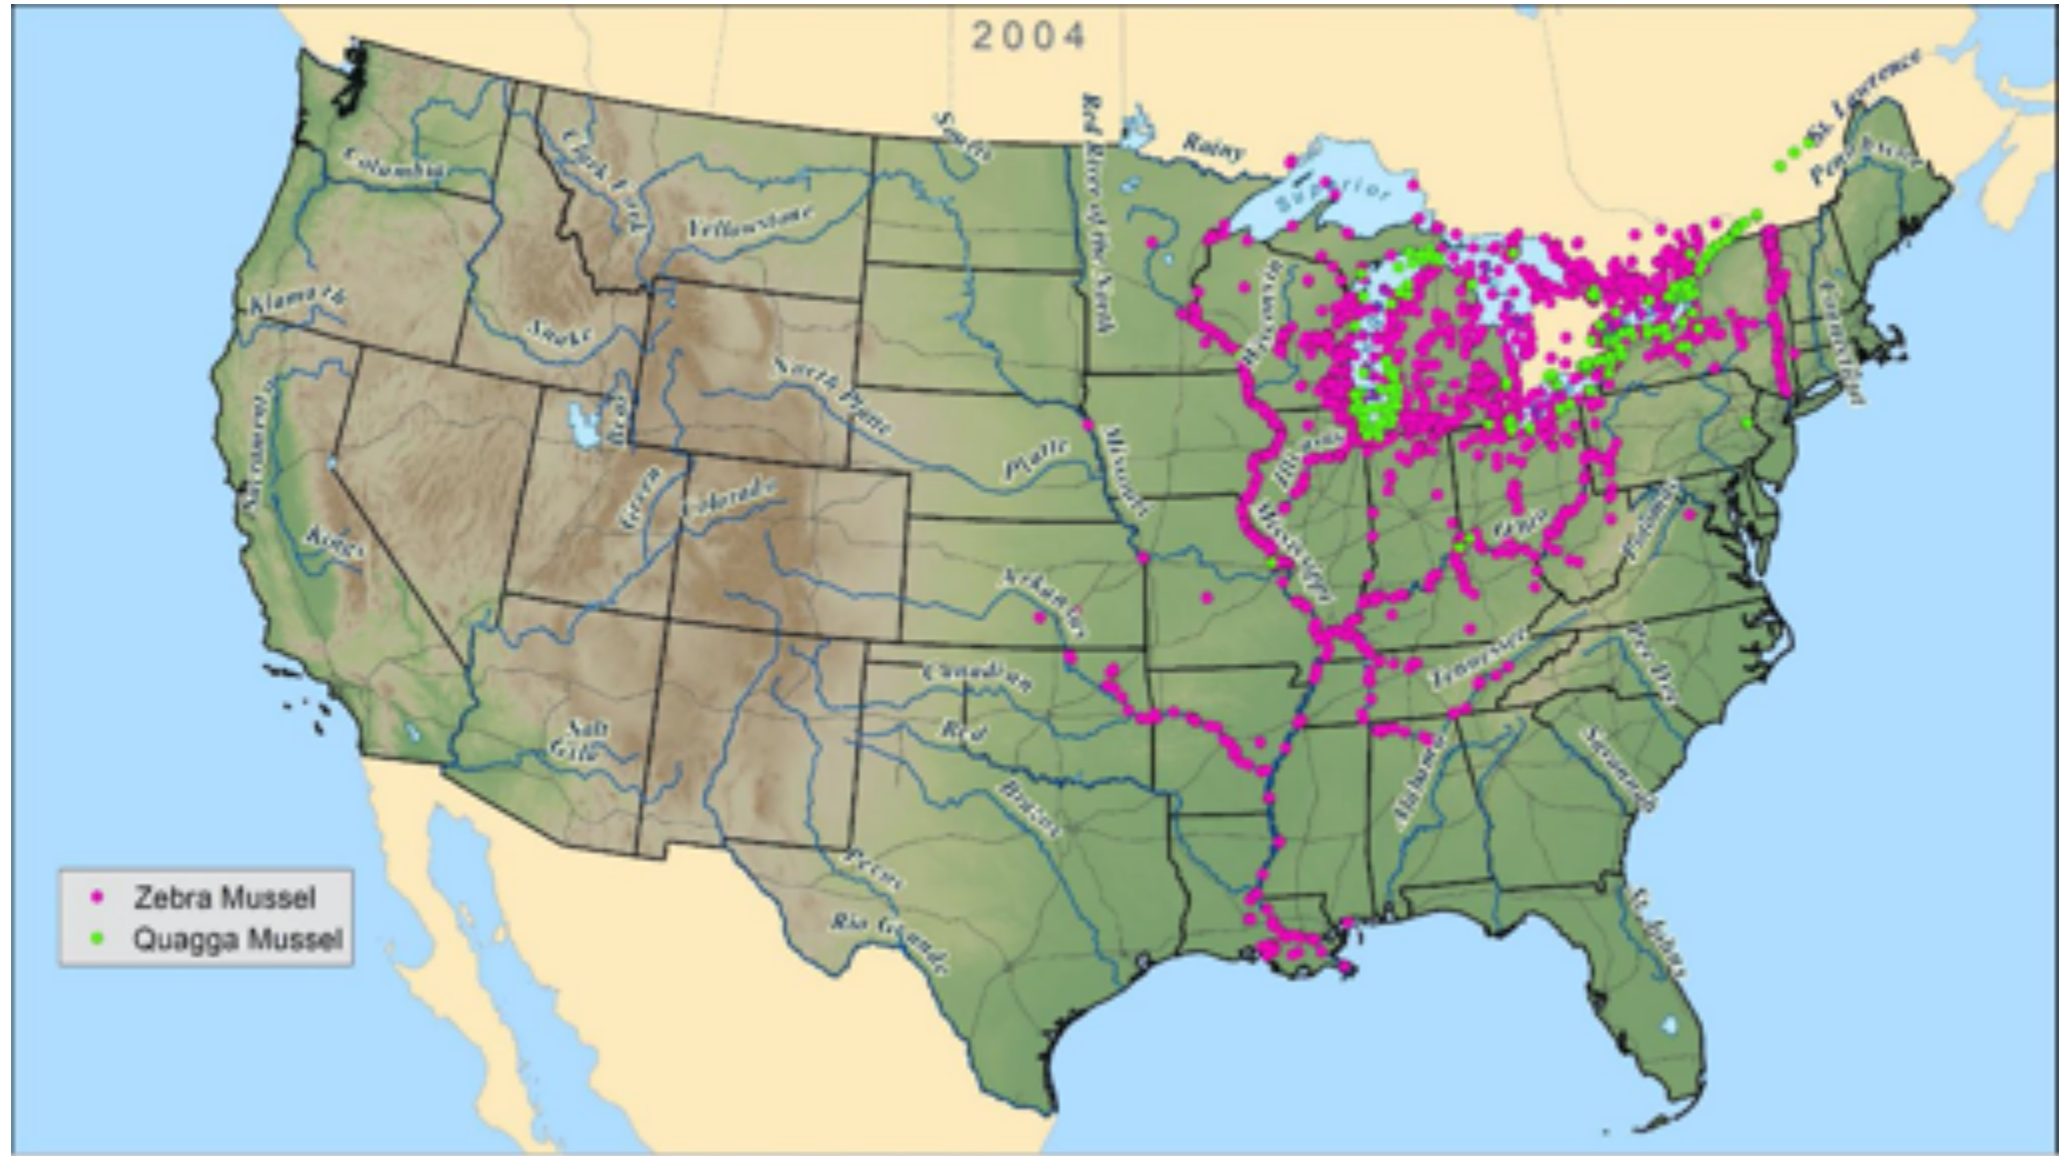 2004
St. Lawrence
Penobscot
Souris
Red River of the North
Rainy
Superior
Clark Fork
Columbia
Yellowstone
Connecticut
Klamath
Snake
Wisconsin
North Platte
Bear
Sacramento
Platte
Missouri
Illinois
Green
Colorado
Mississippi
Ohio
Potomac
Kings
Arkansas
Tennessee
Pee Dee
Canadian
Salt
Gila
Red
Savannah
Alabama
Brazos
Pecos
Rio Grande
St. Johns
Zebra Mussel
Quagga Mussel